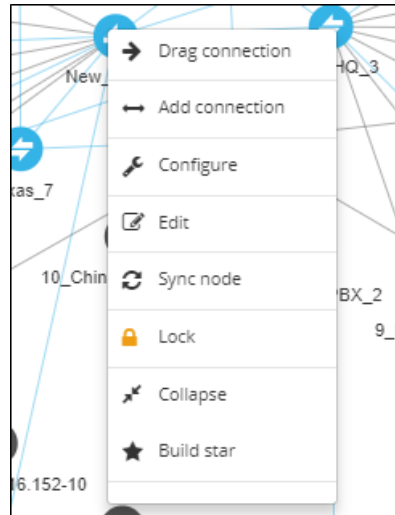 Drag connection
New_
HQ_3
Add connection
Configure
xas_7
Edit
10_Chin
Sync node
PBX_2
Lock
9_
Collapse
Build star
16.152-10